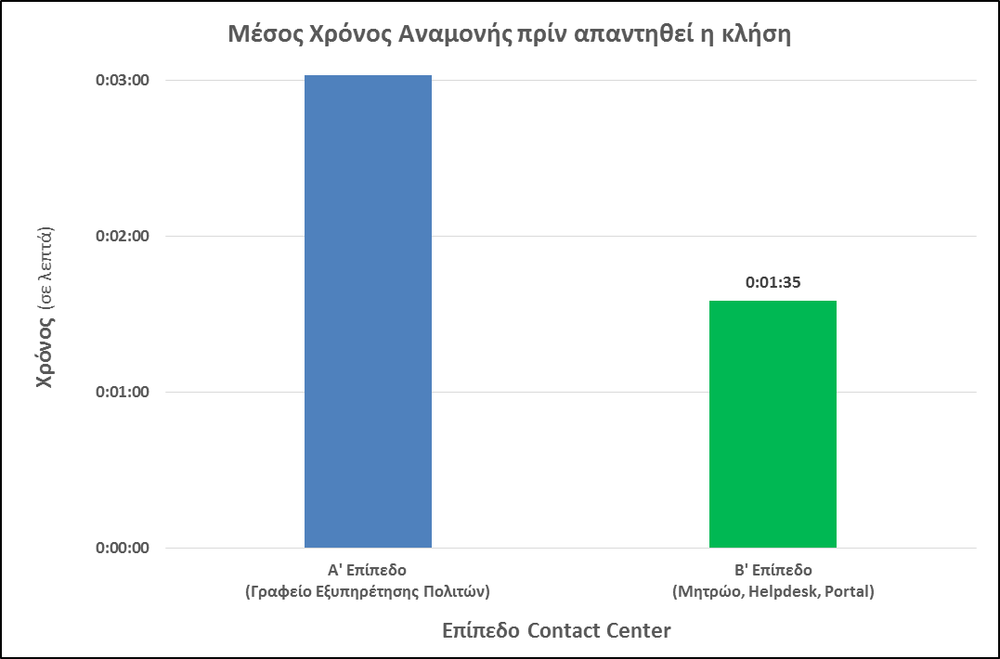 Μέσος Χρόνος Αναμονής πρίν απαντηθεί η κλήση
0:03:00
0:02:00
0:01:00
0:00:00
Χρόνος (σε λεπτά)
0:01:35
Α' Επίπεδο
(Γραφείο Εξυπηρέτησης Πολιτών)
Β' Επίπεδο
(Μητρώο, Helpdesk, Portal)
Επίπεδο Contact Center